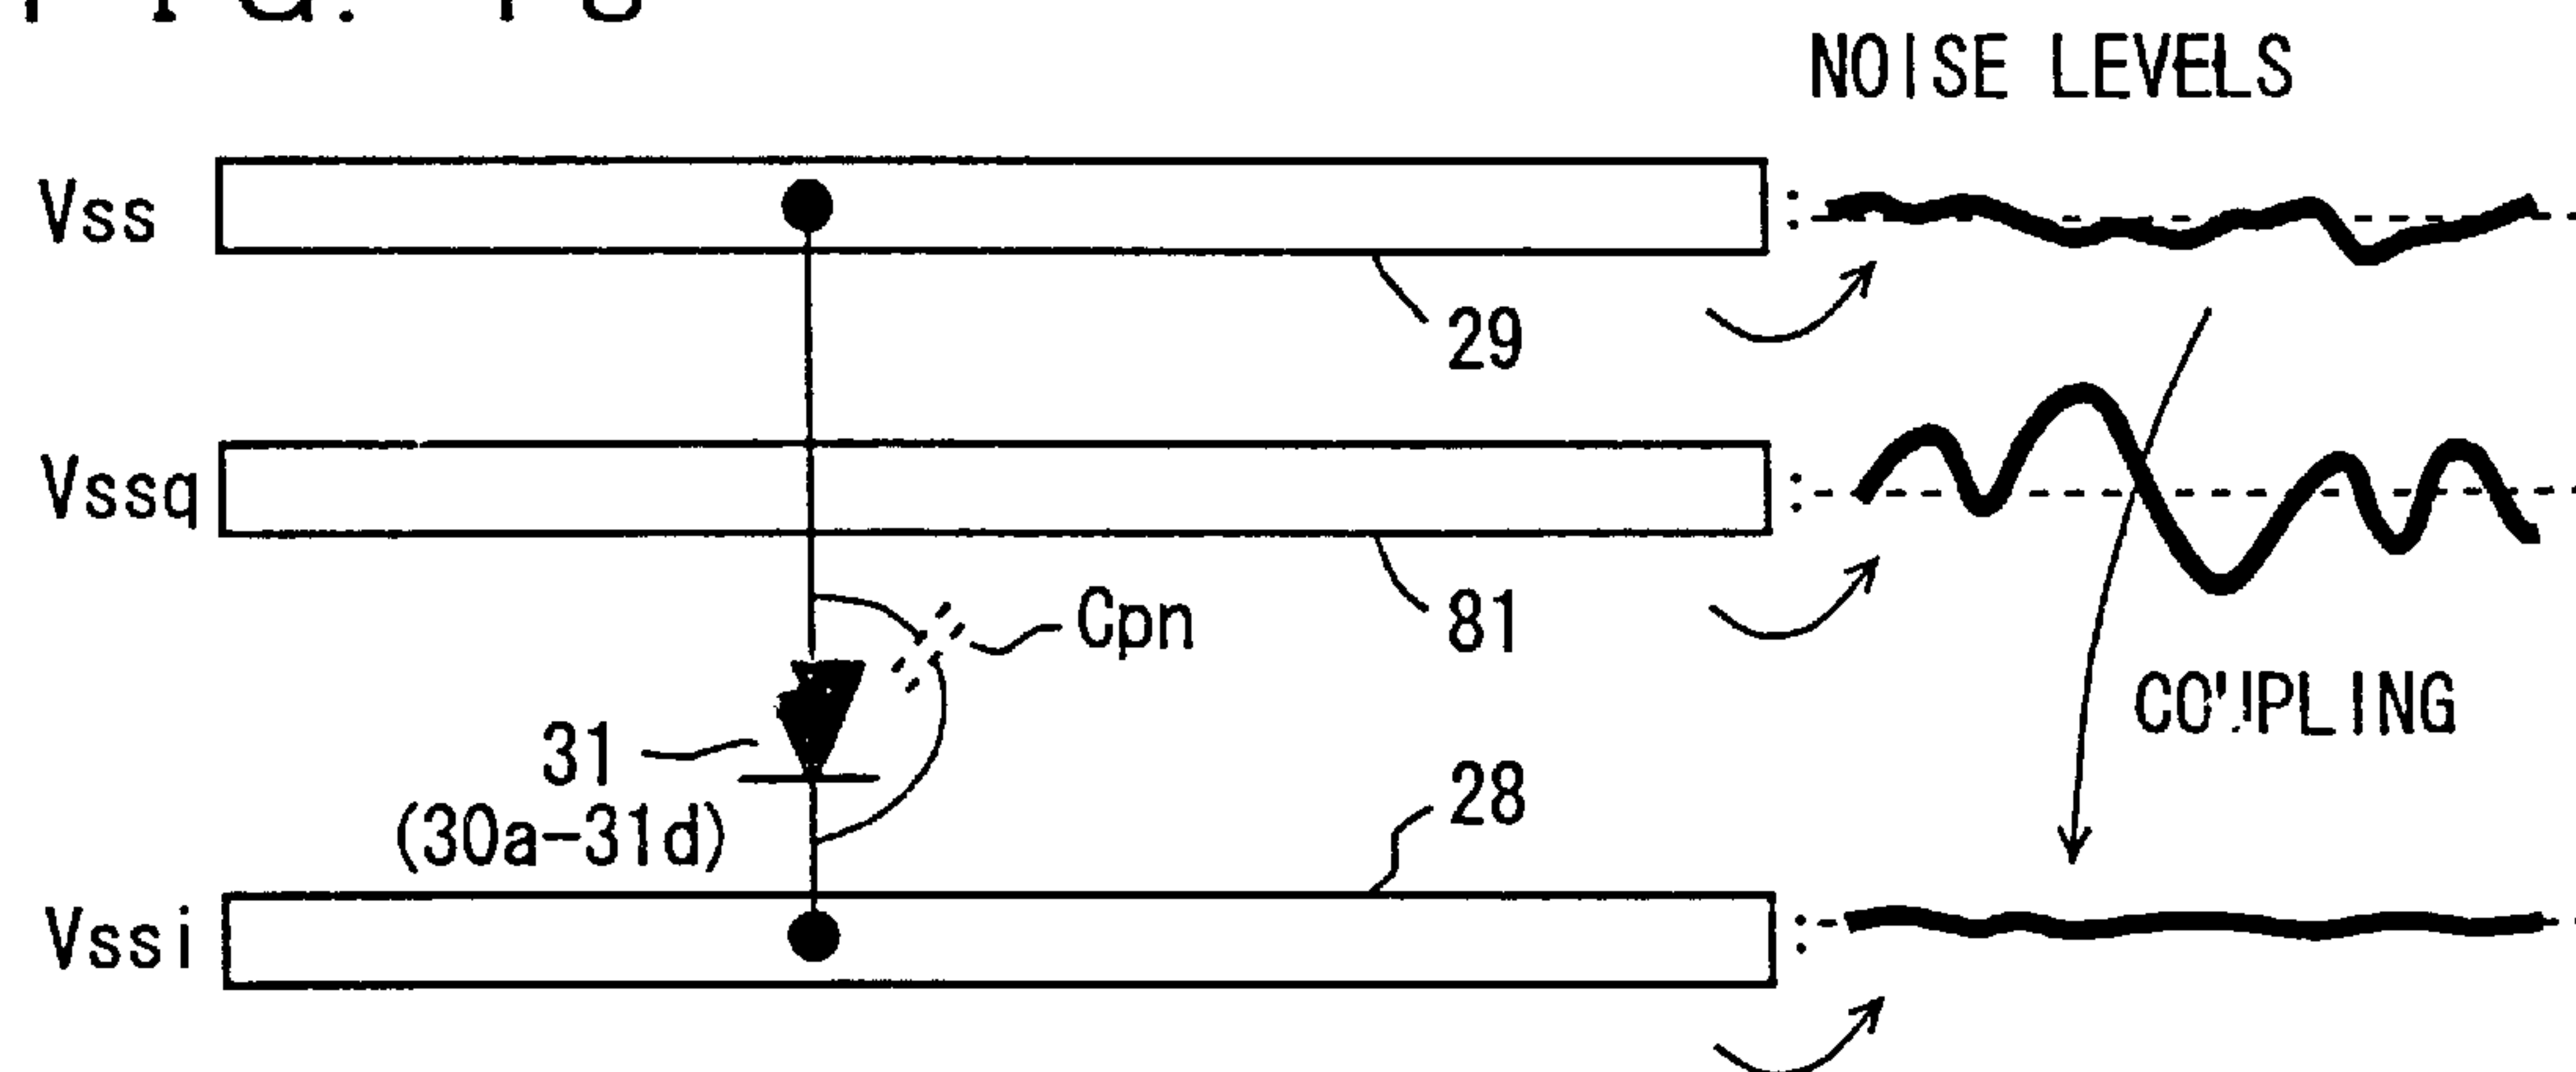 NOISE LEVELS
Vss
29
Vssq
81
Cpn
COUPLING
31
(30a-31d)
28
Vssi